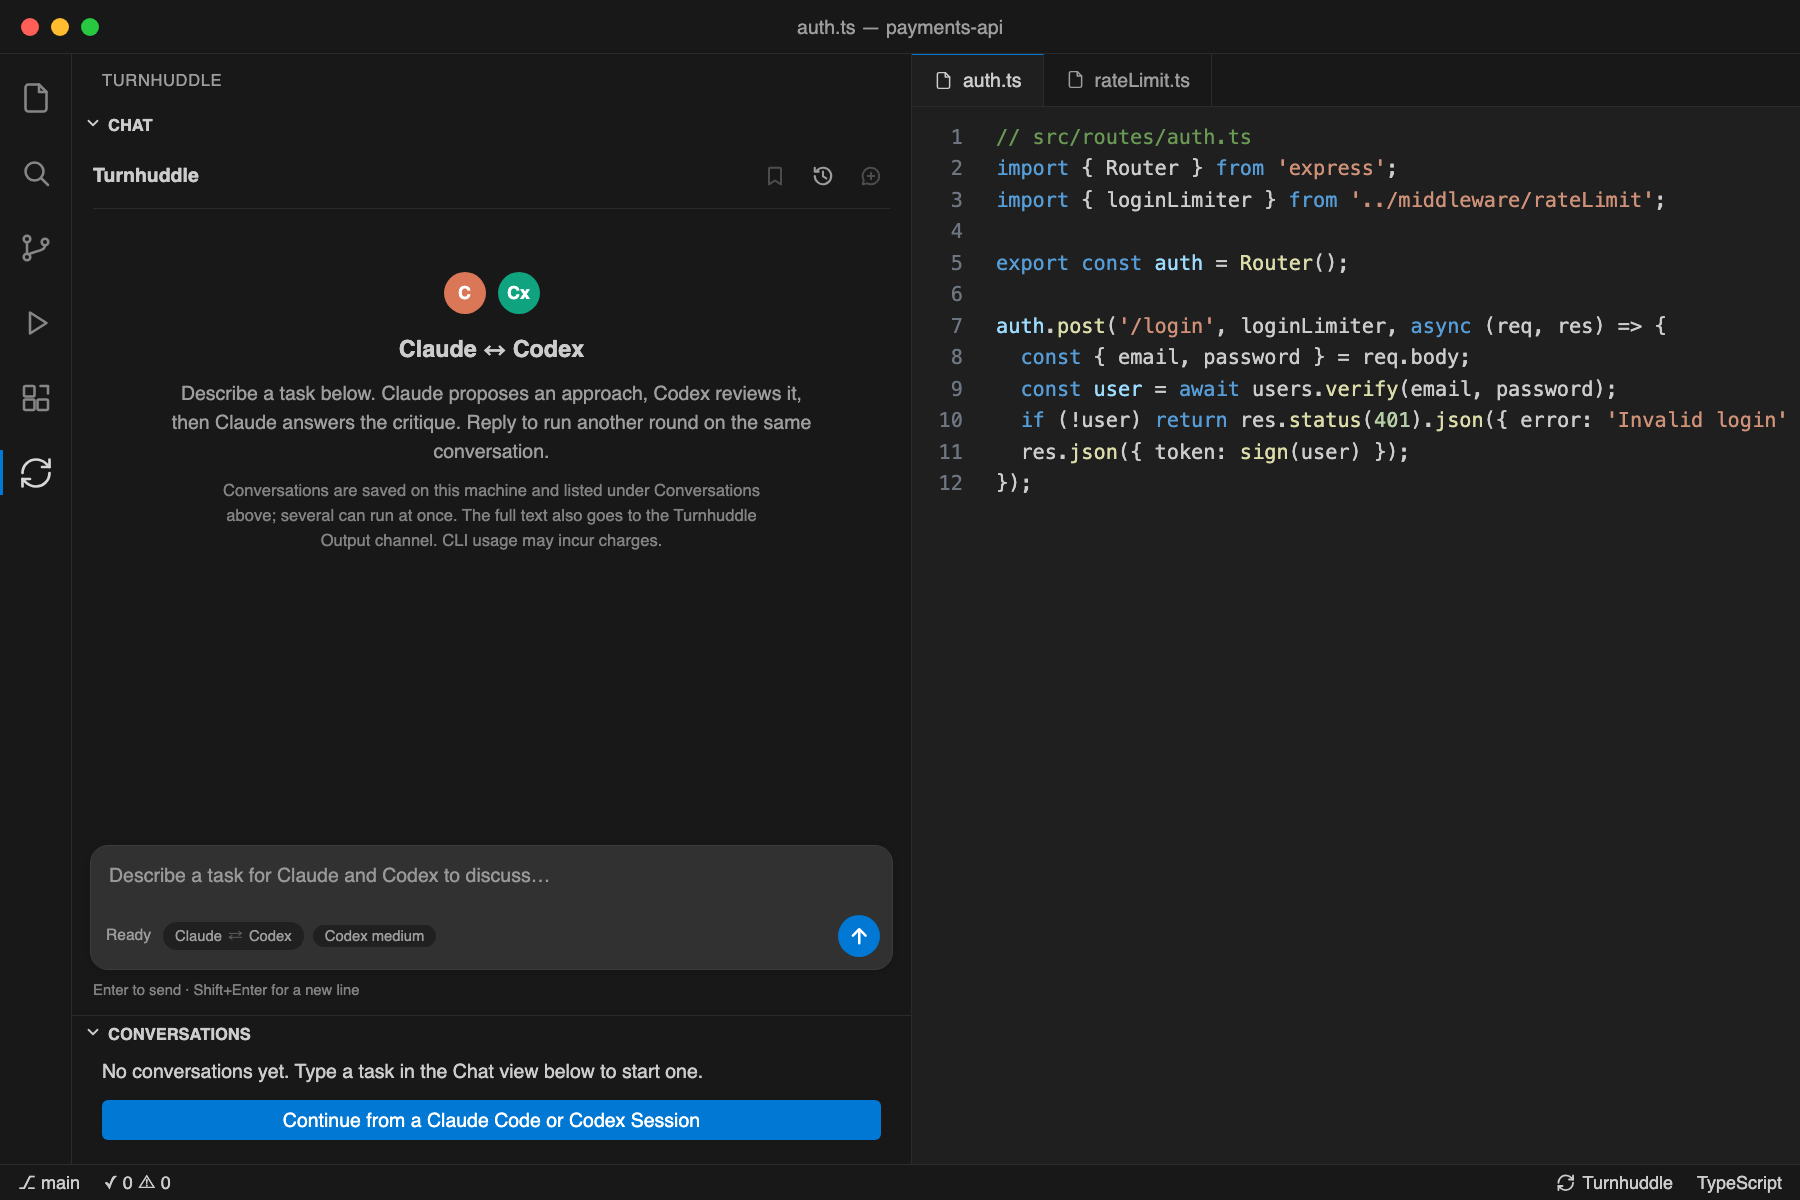 auth.ts — payments-api
TURNHUDDLE
CHAT
Turnhuddle
C Cx
Claude ↔ Codex
Describe a task below. Claude proposes an approach, Codex reviews it,
then Claude answers the critique. Reply to run another round on the same
conversation.
Conversations are saved on this machine and listed under Conversations
above; several can run at once. The full text also goes to the Turnhuddle
Output channel. CLI usage may incur charges.
Describe a task for Claude and Codex to discuss…
Ready Claude ⇄ Codex Codex medium
Enter to send · Shift+Enter for a new line
CONVERSATIONS
No conversations yet. Type a task in the Chat view below to start one.
Continue from a Claude Code or Codex Session
auth.ts rateLimit.ts
1 // src/routes/auth.ts
2 import { Router } from 'express';
3 import { loginLimiter } from '../middleware/rateLimit';
4
5 export const auth = Router();
6
7 auth.post('/login', loginLimiter, async (req, res) => {
8   const { email, password } = req.body;
9   const user = await users.verify(email, password);
10   if (!user) return res.status(401).json({ error: 'Invalid login'
11   res.json({ token: sign(user) });
12 });
⎇ main ✓ 0 ⚠ 0
Turnhuddle TypeScript